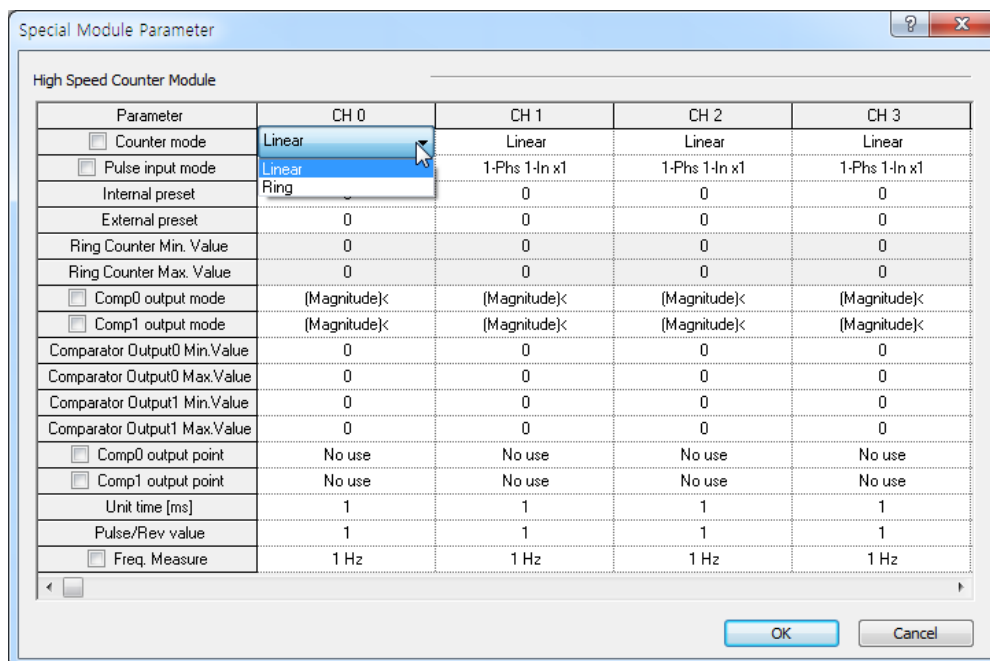 Special Module Parameter
High Speed Counter Module
Parameter CH 0 CH 1 CH 2 CH 3
Counter mode Linear Linear Linear Linear
Linear
Ring
Pulse input mode 1-Phs 1-In x1 1-Phs 1-In x1 1-Phs 1-In x1
Internal preset 0 0 0
External preset 0 0 0 0
Ring Counter Min. Value 0 0 0 0
Ring Counter Max. Value 0 0 0 0
Comp0 output mode (Magnitude)< (Magnitude)< (Magnitude)< (Magnitude)<
Comp1 output mode (Magnitude)< (Magnitude)< (Magnitude)< (Magnitude)<
Comparator Output0 Min.Value 0 0 0 0
Comparator Output0 Max.Value 0 0 0 0
Comparator Output1 Min.Value 0 0 0 0
Comparator Output1 Max.Value 0 0 0 0
Comp0 output point No use No use No use No use
Comp1 output point No use No use No use No use
Unit time [ms] 1 1 1 1
Pulse/Rev value 1 1 1 1
Freq. Measure 1 Hz 1 Hz 1 Hz 1 Hz
OK Cancel